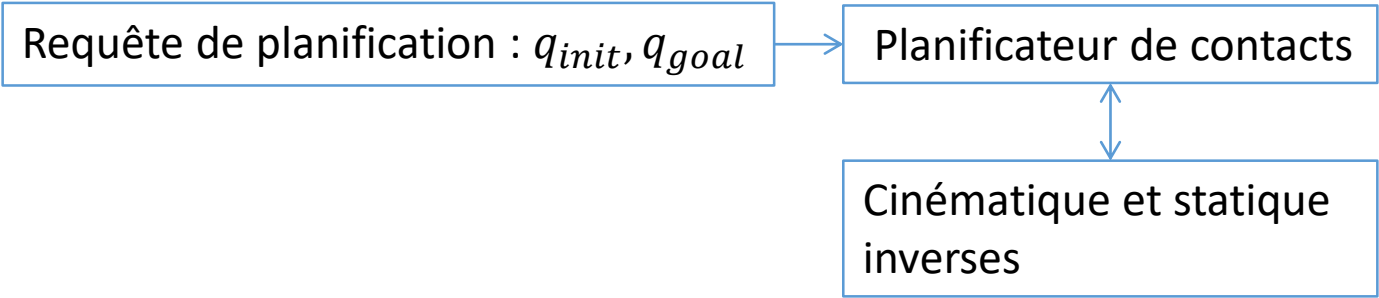 Requête de planification : q_init, q_goal
Planificateur de contacts
Cinématique et statique
inverses